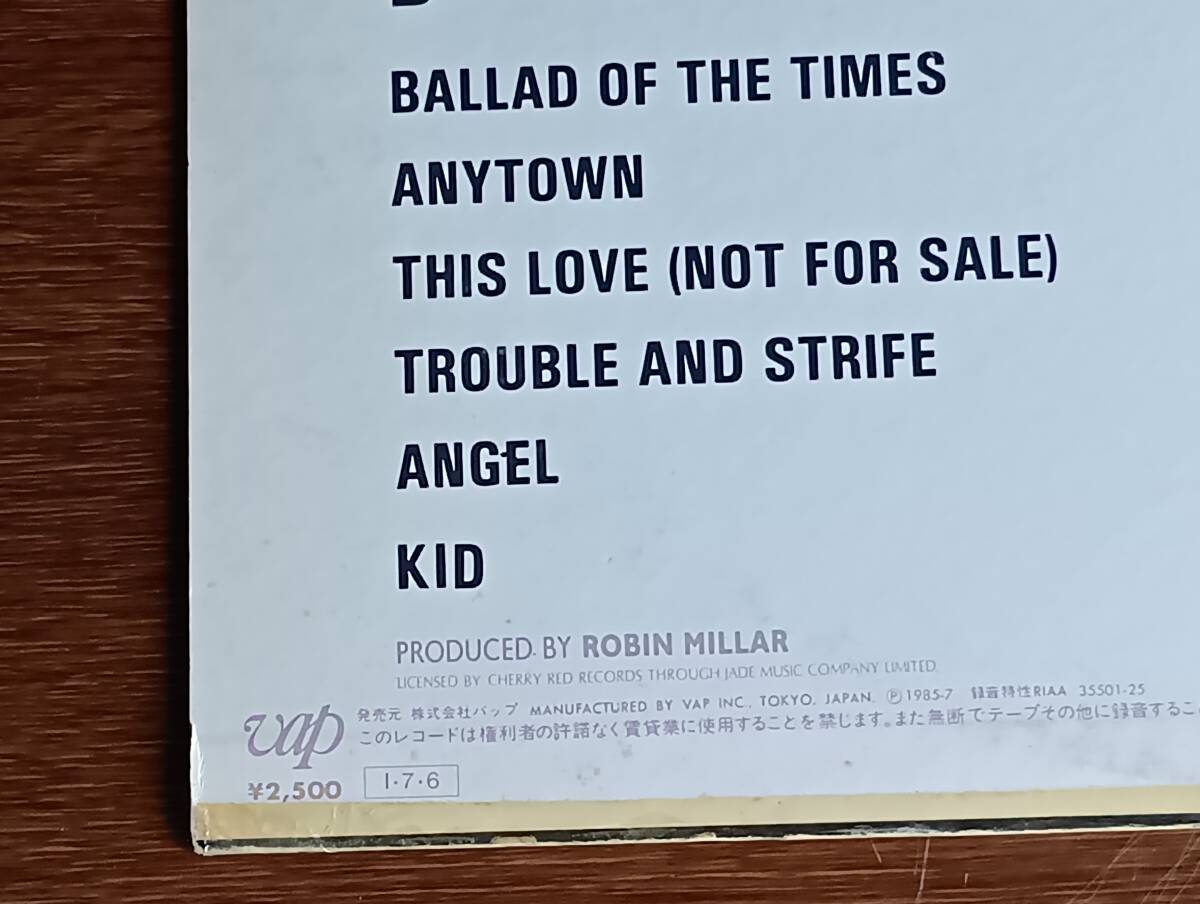 BALLAD OF THE TIMES
ANYTOWN
THIS LOVE (NOT FOR SALE)
TROUBLE AND STRIFE
ANGEL
KID
PRODUCED BY ROBIN MILLAR
LICENSED BY CHERRY RED RECORDS THROUGH JADE MUSIC COMPANY LIMITED
vap
発売元 株式会社バップ MANUFACTURED BY VAP INC., TOKYO, JAPAN. Ⓟ1985-7 録音特性RIAA 35501-25
このレコードは権利者の許諾なく賃貸業に使用することを禁じます。また無断でテープその他に録音するこ
¥2,500
I・7・6